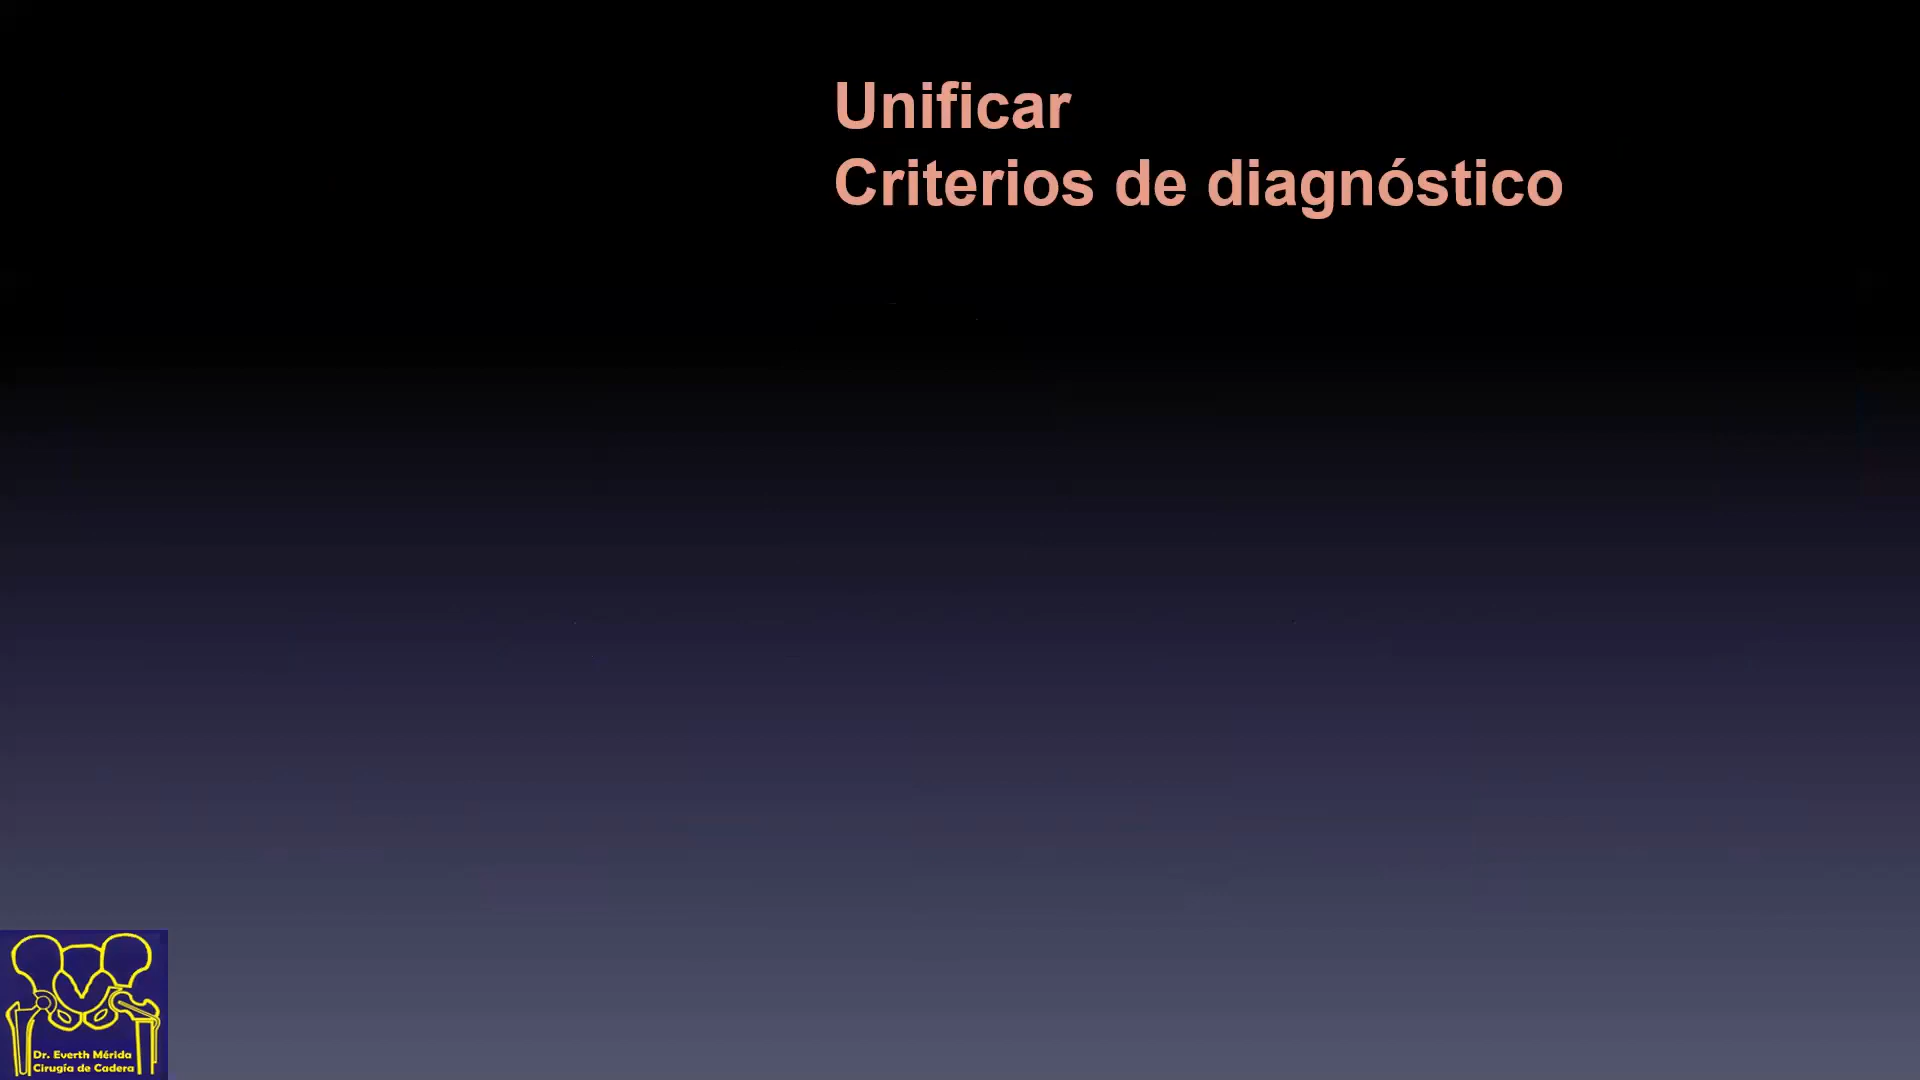 Unificar
Criterios de diagnóstico
Dr. Everth Mérida
Cirugía de Cadera